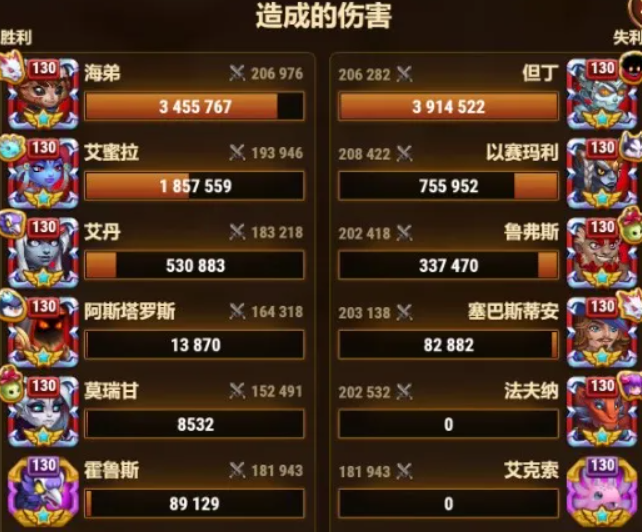 造成的伤害
胜利 失利
130 海弟 206 976
3 455 767
206 282 但丁 130
3 914 522
130 艾蜜拉 193 946
1 857 559
208 422 以赛玛利 130
755 952
130 艾丹 183 218
530 883
202 418 鲁弗斯 130
337 470
130 阿斯塔罗斯 164 318
13 870
203 138 塞巴斯蒂安 130
82 882
130 莫瑞甘 152 491
8532
202 532 法夫纳 130
0
130 霍鲁斯 181 943
89 129
181 943 艾克索 130
0